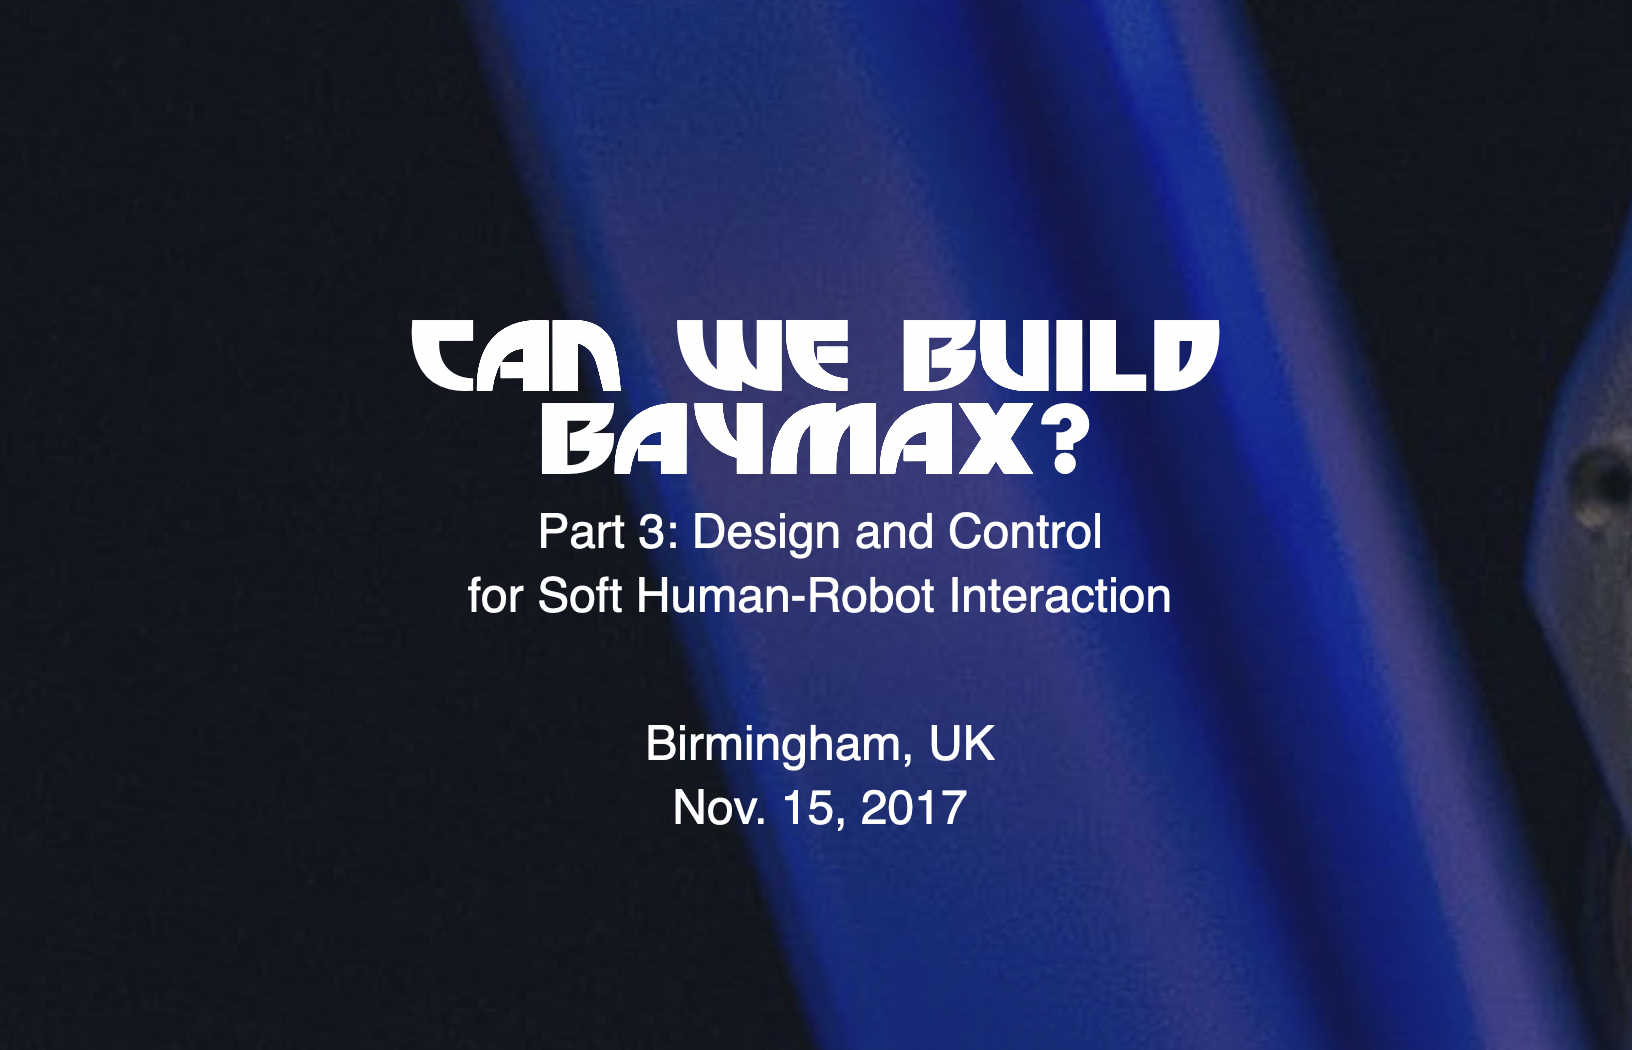 CAN WE BUILD
BAYMAX?
Part 3: Design and Control
for Soft Human-Robot Interaction
Birmingham, UK
Nov. 15, 2017